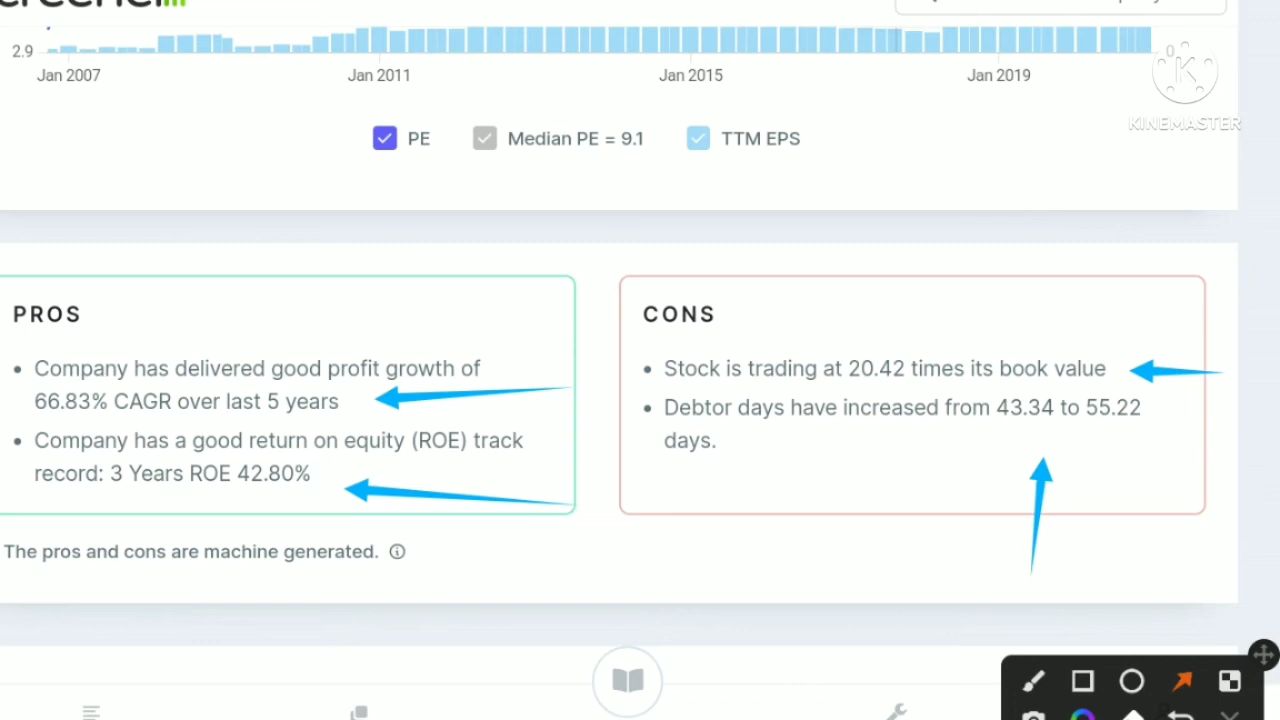 2.9
0
Jan 2007
Jan 2011
Jan 2015
Jan 2019
KINEMASTER
PE
Median PE = 9.1
TTM EPS
PROS
• Company has delivered good profit growth of
66.83% CAGR over last 5 years
• Company has a good return on equity (ROE) track
record: 3 Years ROE 42.80%
CONS
• Stock is trading at 20.42 times its book value
• Debtor days have increased from 43.34 to 55.22
days.
The pros and cons are machine generated.